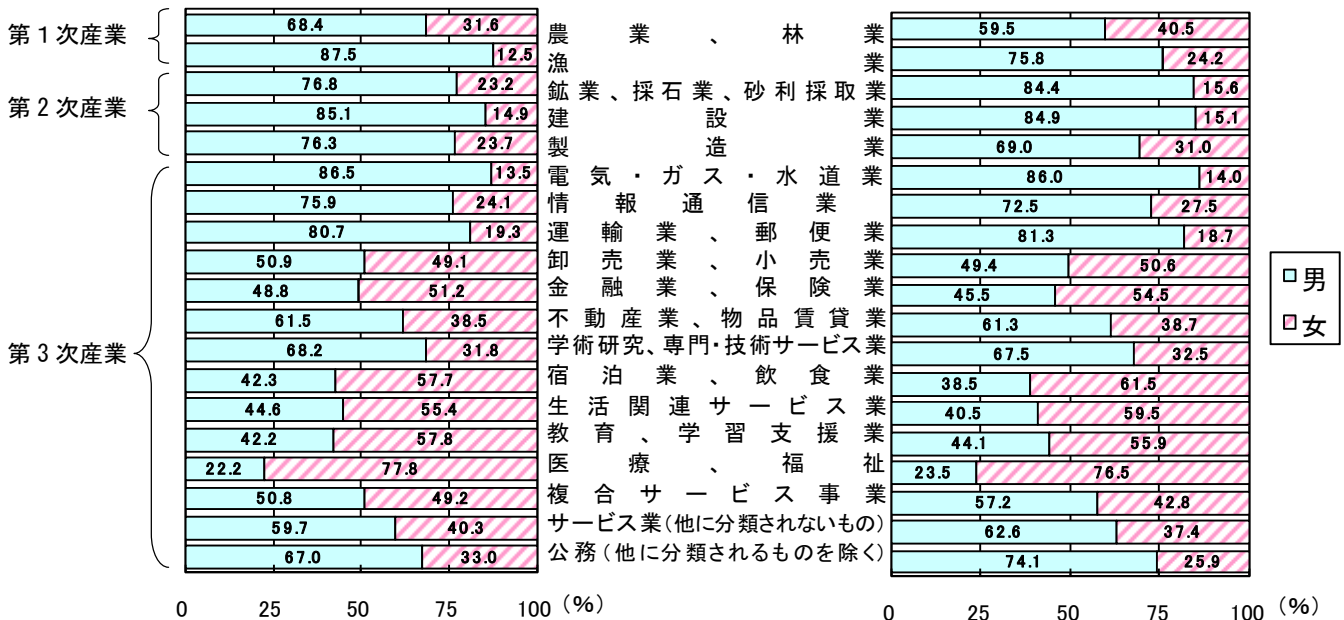 第1次産業
68.4 31.6 農業、林業 59.5 40.5
87.5 12.5 漁業 75.8 24.2
第2次産業
76.8 23.2 鉱業、採石業、砂利採取業 84.4 15.6
85.1 14.9 建設業 84.9 15.1
76.3 23.7 製造業 69.0 31.0
第3次産業
86.5 13.5 電気・ガス・水道業 86.0 14.0
75.9 24.1 情報通信業 72.5 27.5
80.7 19.3 運輸業、郵便業 81.3 18.7
50.9 49.1 卸売業、小売業 49.4 50.6
48.8 51.2 金融業、保険業 45.5 54.5
61.5 38.5 不動産業、物品賃貸業 61.3 38.7
68.2 31.8 学術研究、専門・技術サービス業 67.5 32.5
42.3 57.7 宿泊業、飲食業 38.5 61.5
44.6 55.4 生活関連サービス業 40.5 59.5
42.2 57.8 教育、学習支援業 44.1 55.9
22.2 77.8 医療、福祉 23.5 76.5
50.8 49.2 複合サービス事業 57.2 42.8
59.7 40.3 サービス業(他に分類されないもの) 62.6 37.4
67.0 33.0 公務(他に分類されるものを除く) 74.1 25.9
0 25 50 75 100 (%)
0 25 50 75 100 (%)
男
女